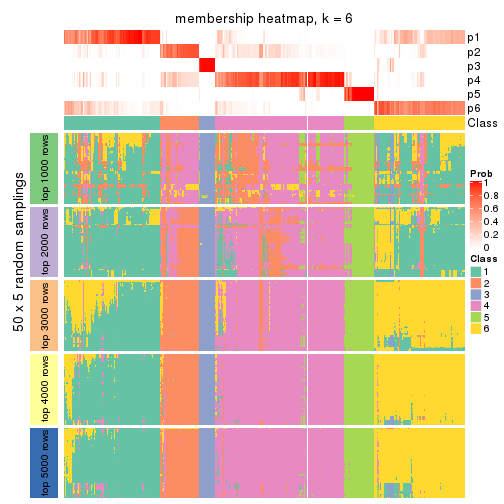 membership heatmap, k = 6
p1
p2
p3
p4
p5
p6
Class
50 x 5 random samplings
top 1000 rows
top 2000 rows
top 3000 rows
top 4000 rows
top 5000 rows
Prob
1
0.8
0.6
0.4
0.2
0
Class
1
2
3
4
5
6